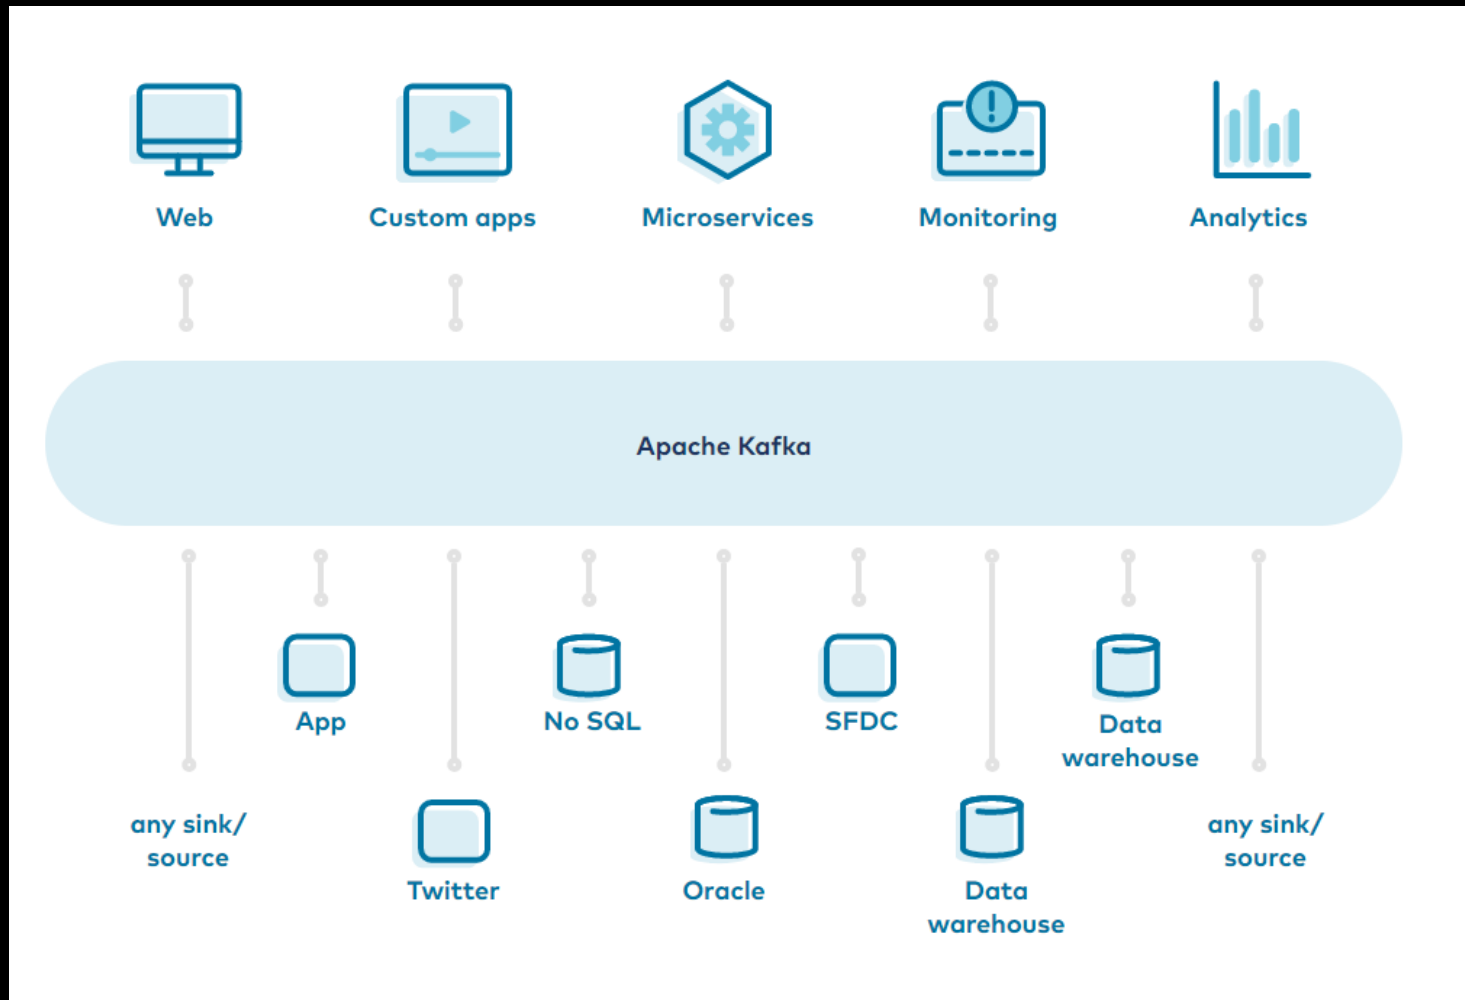 Web
Custom apps
Microservices
Monitoring
Analytics
Apache Kafka
App
No SQL
SFDC
Data
warehouse
any sink/
source
Twitter
Oracle
Data
warehouse
any sink/
source